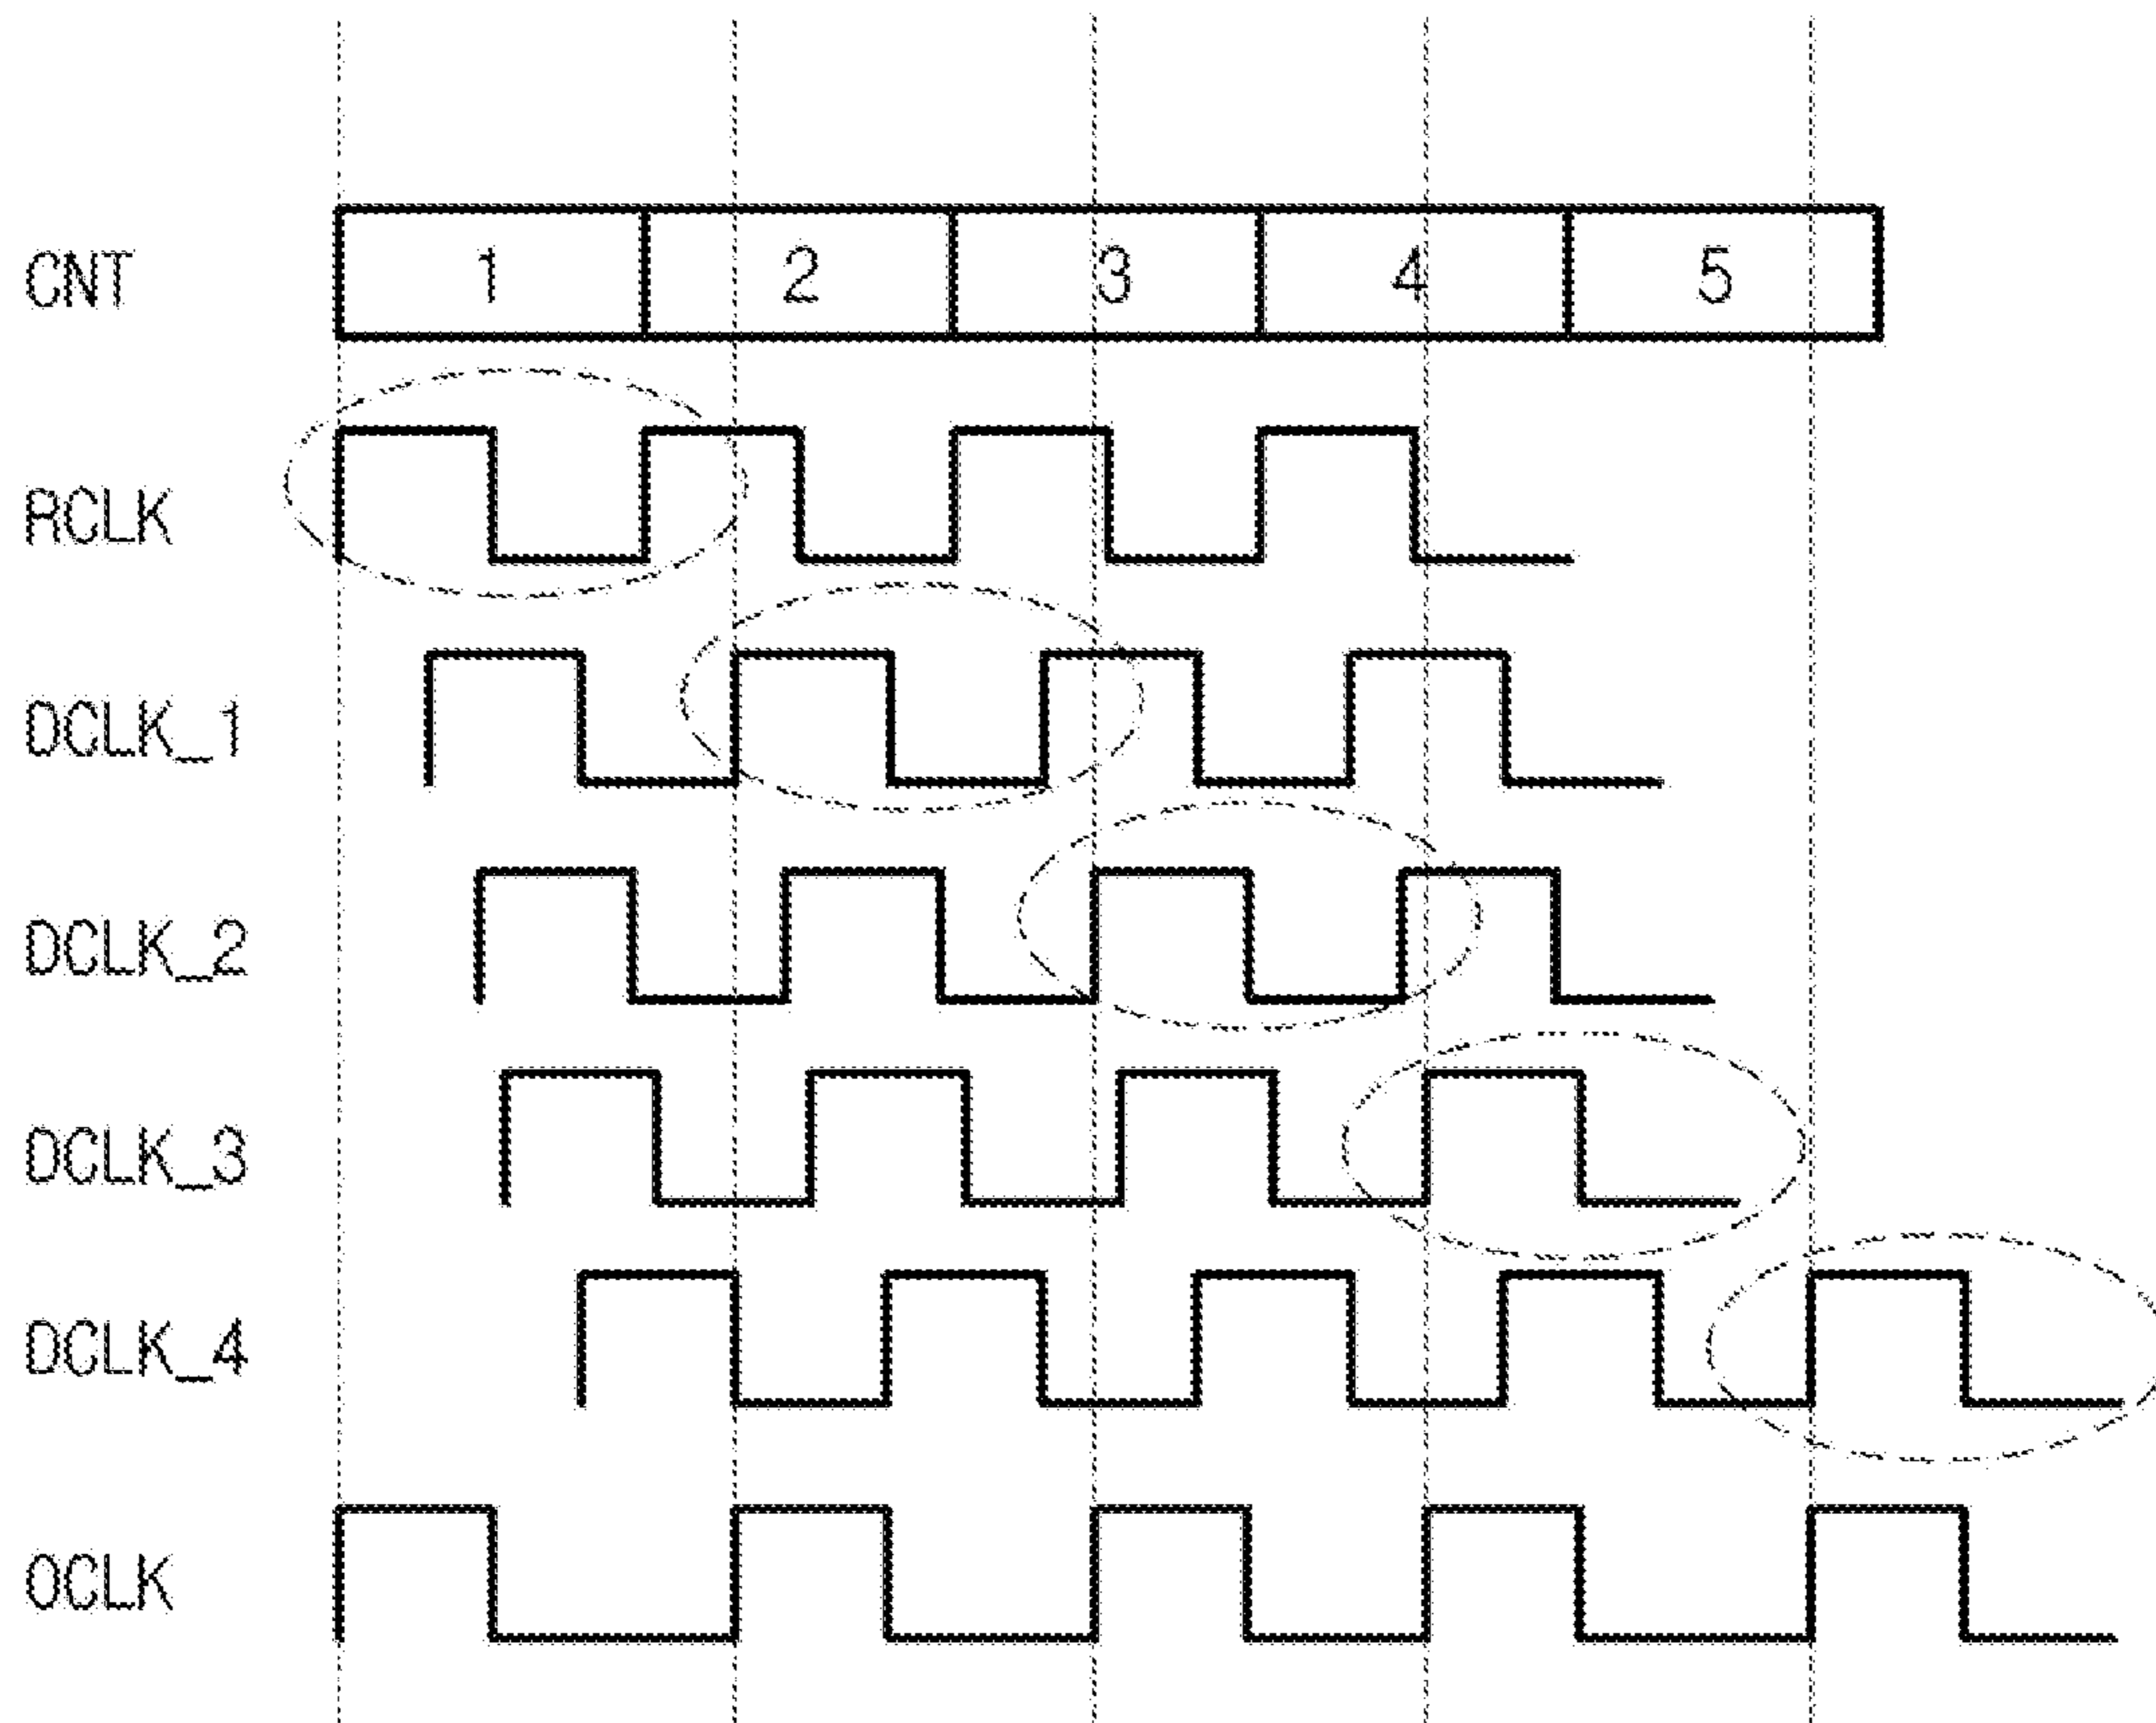 CNT 1 2 3 4 5
RCLK
DCLK_1
DCLK_2
DCLK_3
DCLK_4
OCLK